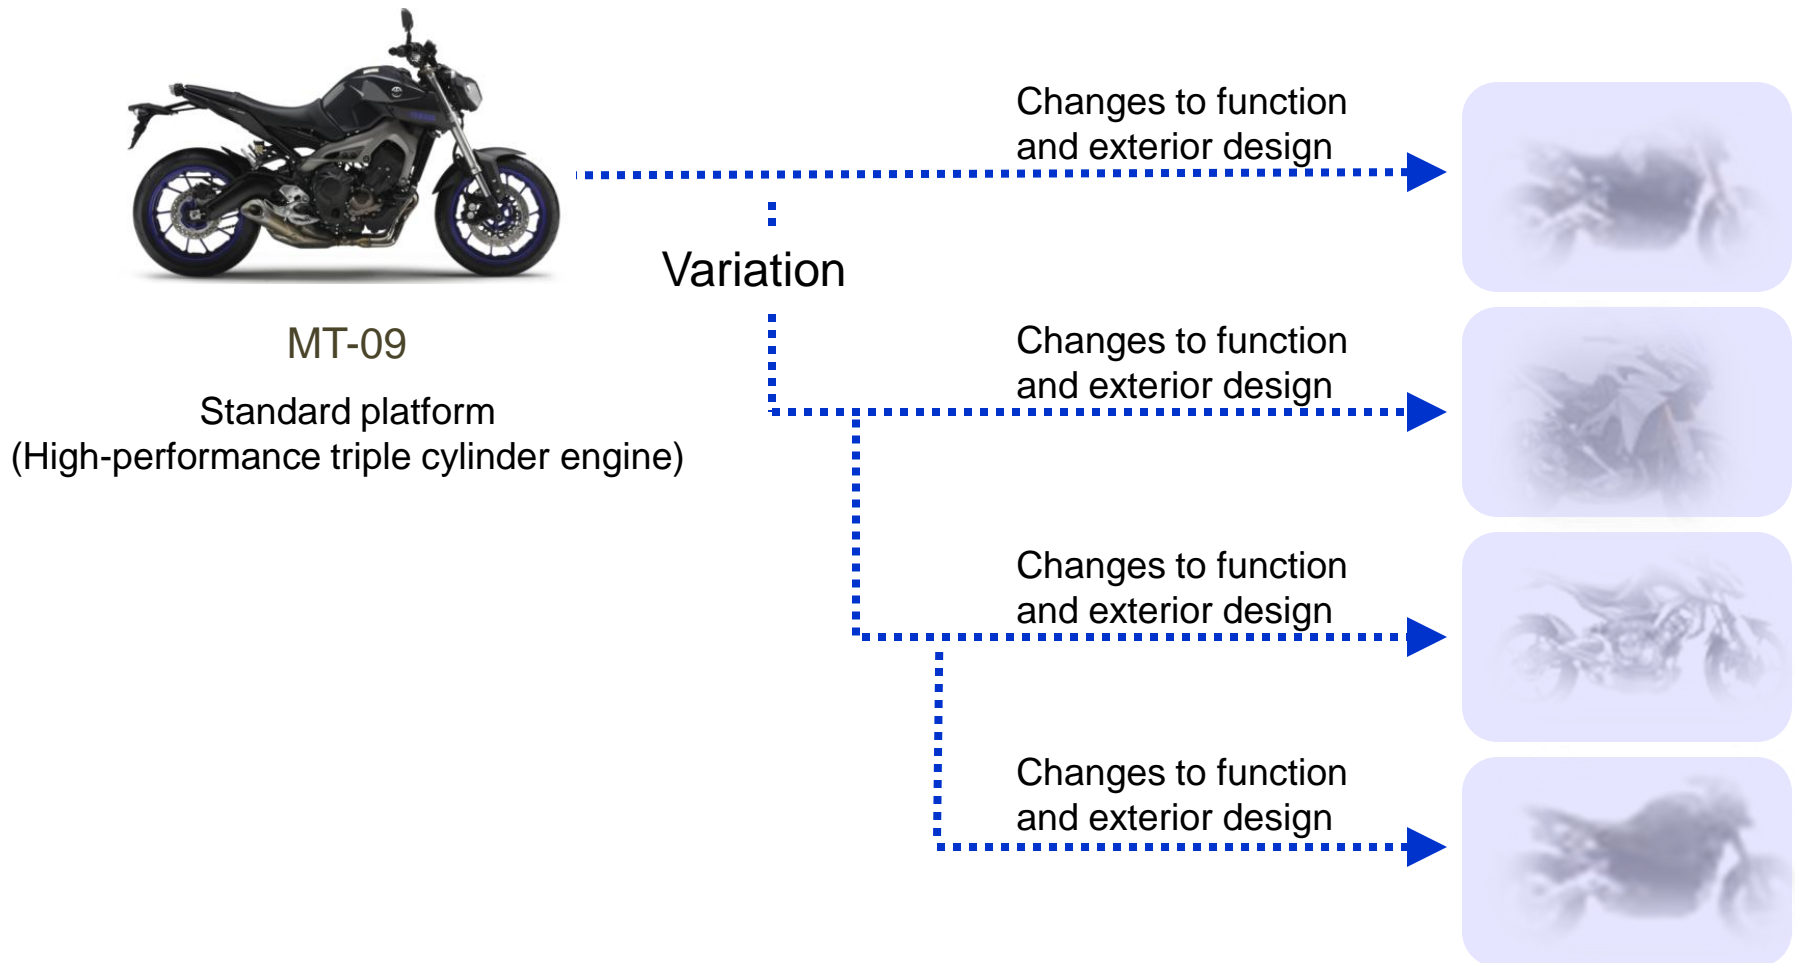 Changes to function
and exterior design
Variation
MT-09
Standard platform
(High-performance triple cylinder engine)
Changes to function
and exterior design
Changes to function
and exterior design
Changes to function
and exterior design